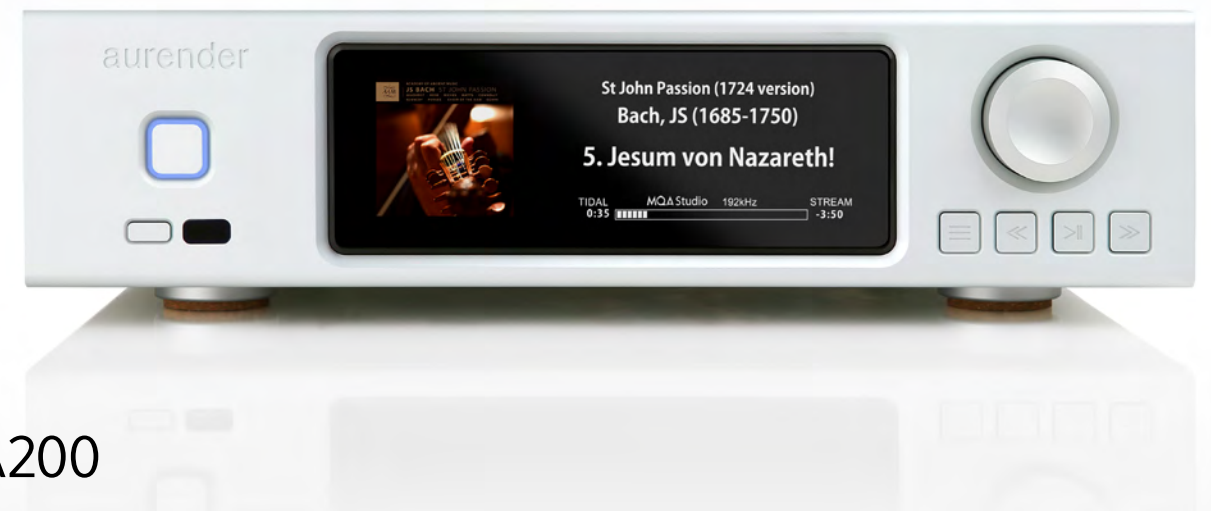 aurender
JS BACH ST JOHN PASSION
St John Passion (1724 version)
Bach, JS (1685-1750)
5. Jesum von Nazareth!
TIDAL MQA Studio 192kHz STREAM
0:35 -3:50
A200